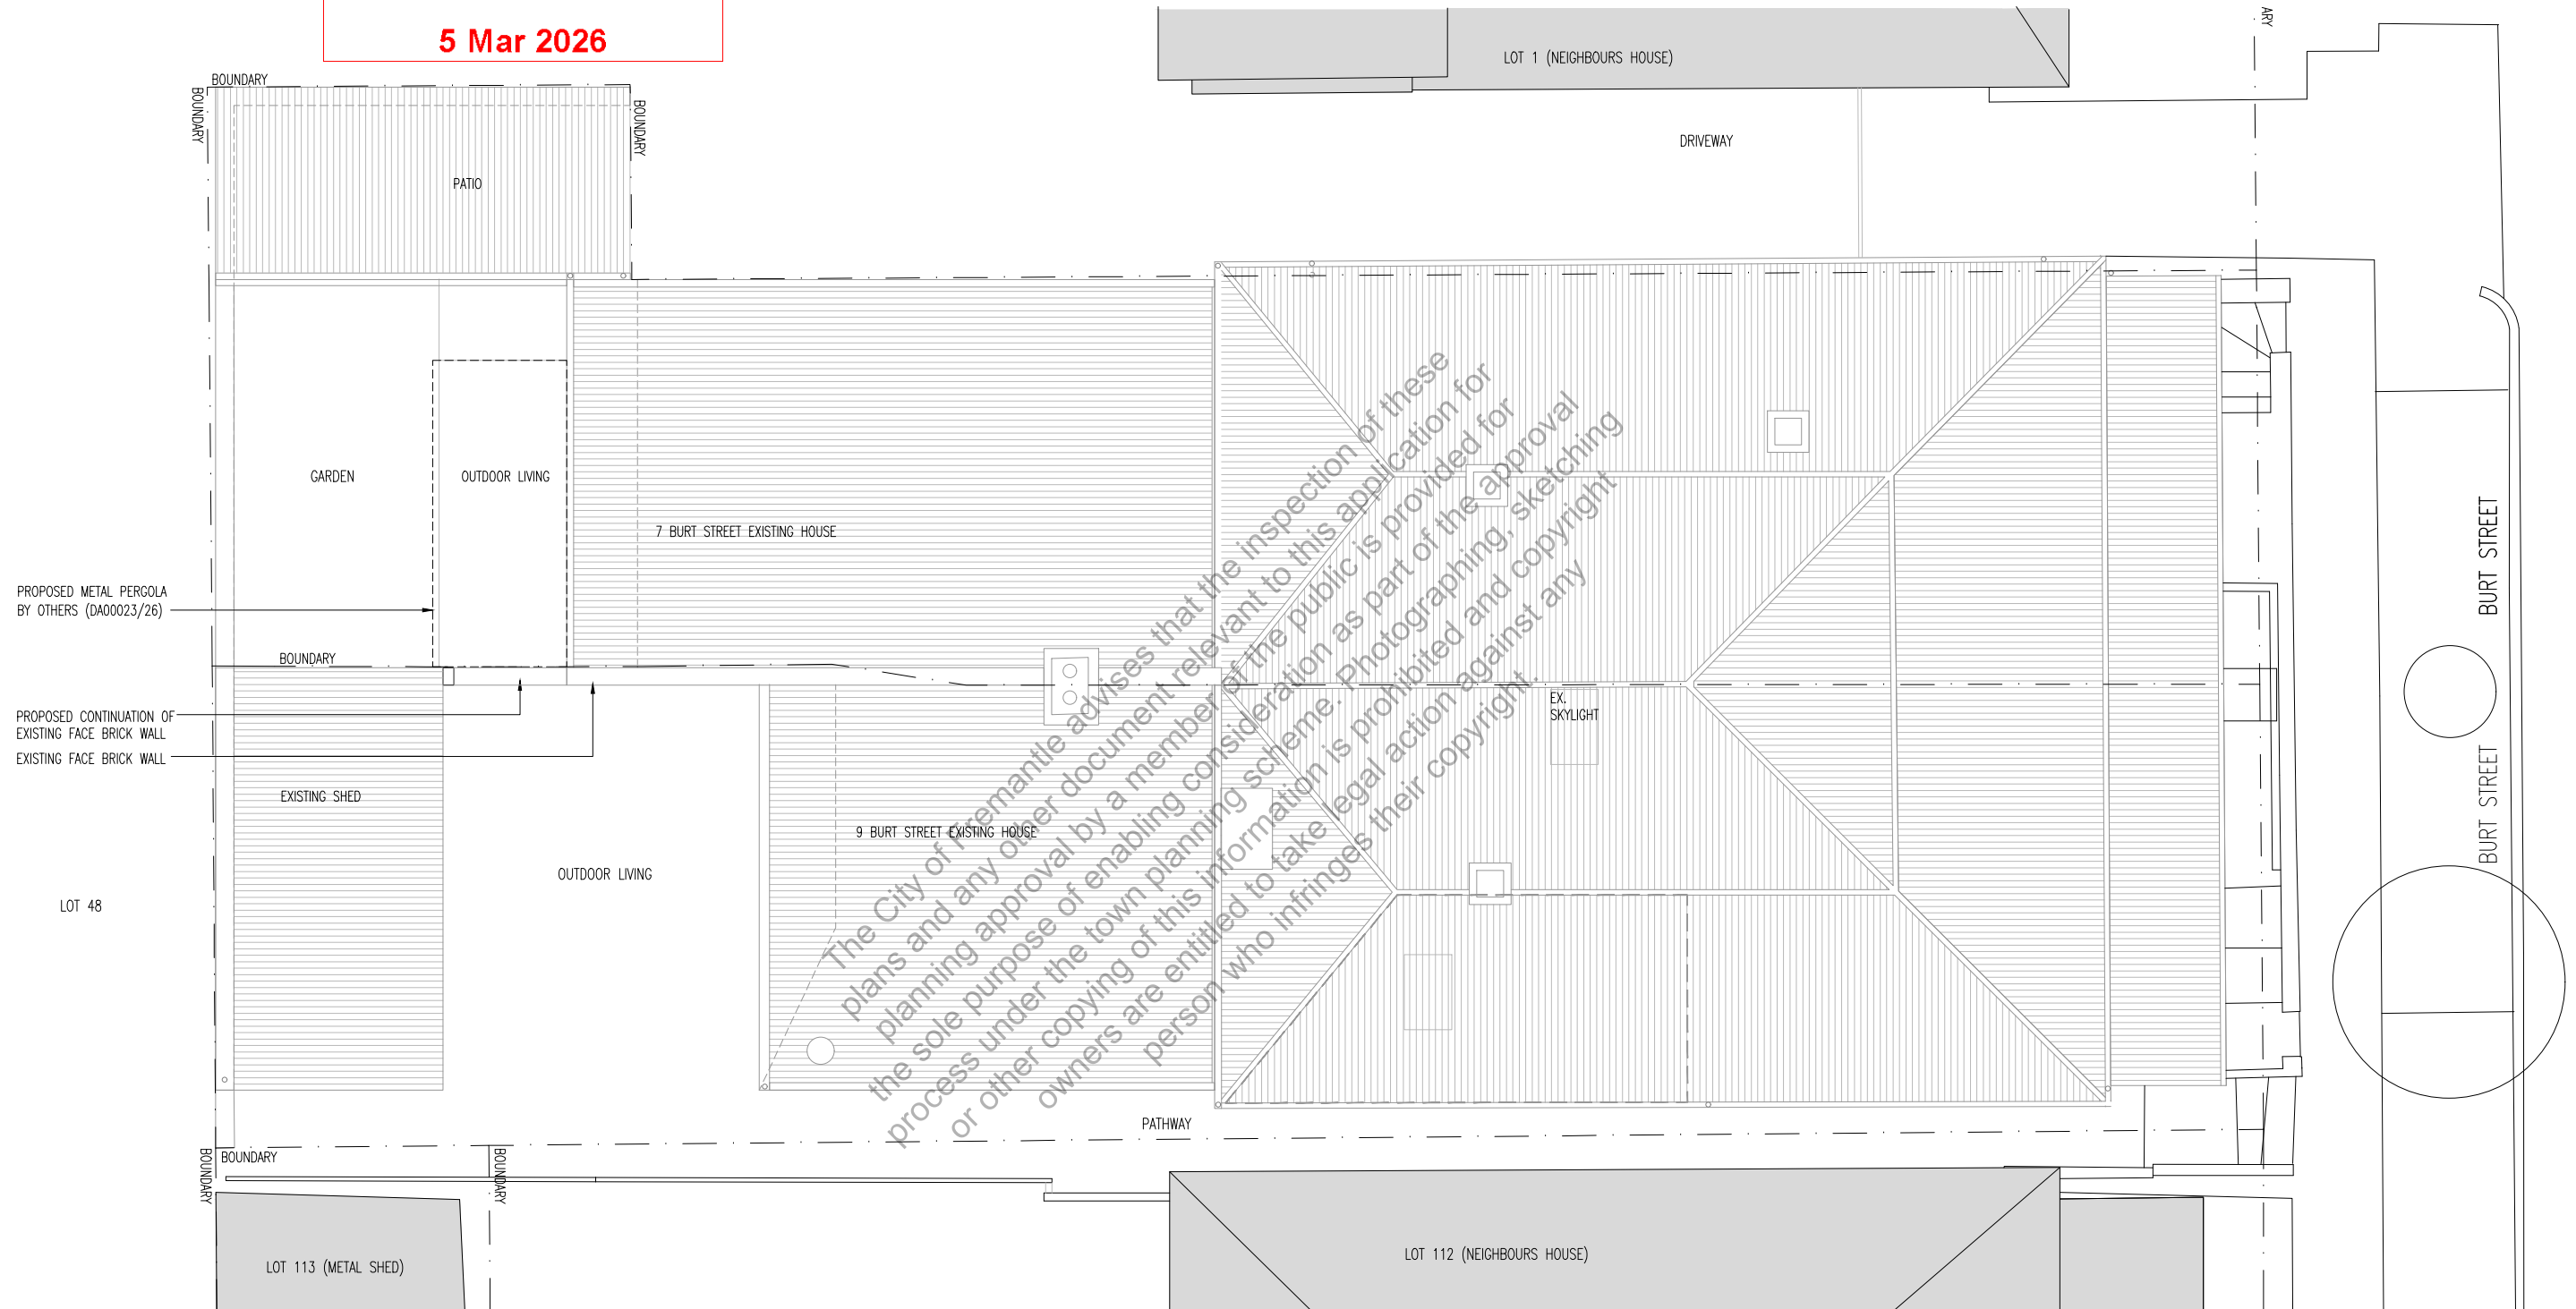 5 Mar 2026
ARY
LOT 1 (NEIGHBOURS HOUSE)
BOUNDARY
BOUNDARY
BOUNDARY
DRIVEWAY
PATIO
GARDEN
OUTDOOR LIVING
7 BURT STREET EXISTING HOUSE
BURT STREET
PROPOSED METAL PERGOLA
BY OTHERS (DA00023/26)
BOUNDARY
PROPOSED CONTINUATION OF
EXISTING FACE BRICK WALL
EXISTING FACE BRICK WALL
EX.
SKYLIGHT
EXISTING SHED
9 BURT STREET EXISTING HOUSE
BURT STREET
OUTDOOR LIVING
LOT 48
The City of Fremantle advises that the inspection of these
plans and any other document relevant to this application for
planning approval by a member of the public is provided for
the sole purpose of enabling consideration as part of the approval
process under the town planning scheme. Photographing, sketching
or other copying of this information is prohibited and copyright
owners are entitled to take legal action against any
person who infringes their copyright.
PATHWAY
BOUNDARY
BOUNDARY
BOUNDARY
LOT 113 (METAL SHED)
LOT 112 (NEIGHBOURS HOUSE)